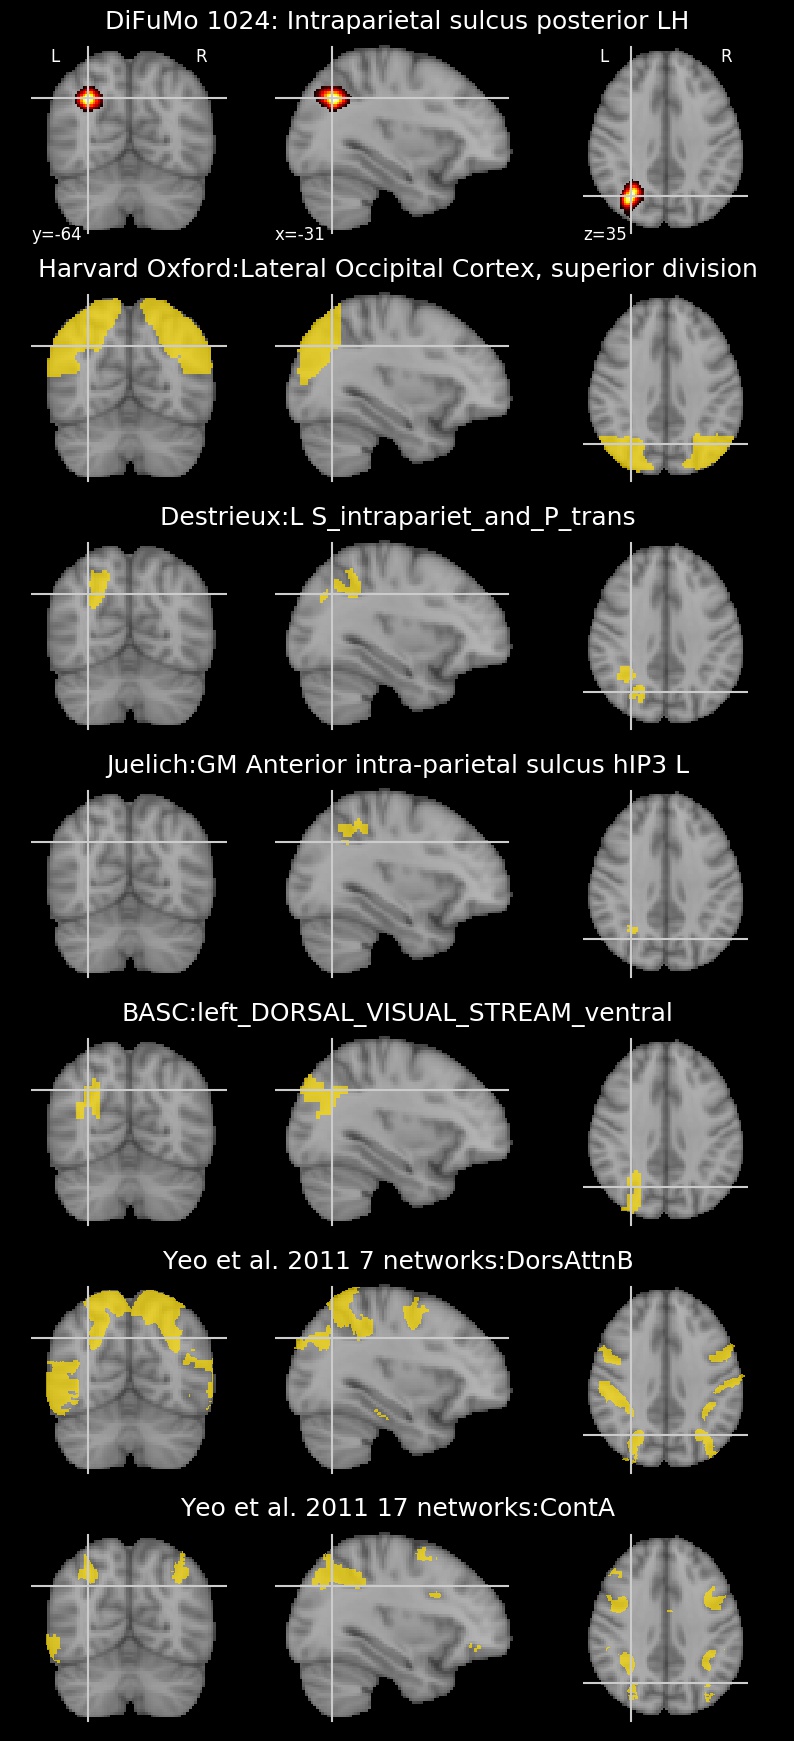 DiFuMo 1024: Intraparietal sulcus posterior LH
L R L R
y=-64 x=-31 z=35
Harvard Oxford:Lateral Occipital Cortex, superior division
Destrieux:L S_intrapariet_and_P_trans
Juelich:GM Anterior intra-parietal sulcus hIP3 L
BASC:left_DORSAL_VISUAL_STREAM_ventral
Yeo et al. 2011 7 networks:DorsAttnB
Yeo et al. 2011 17 networks:ContA